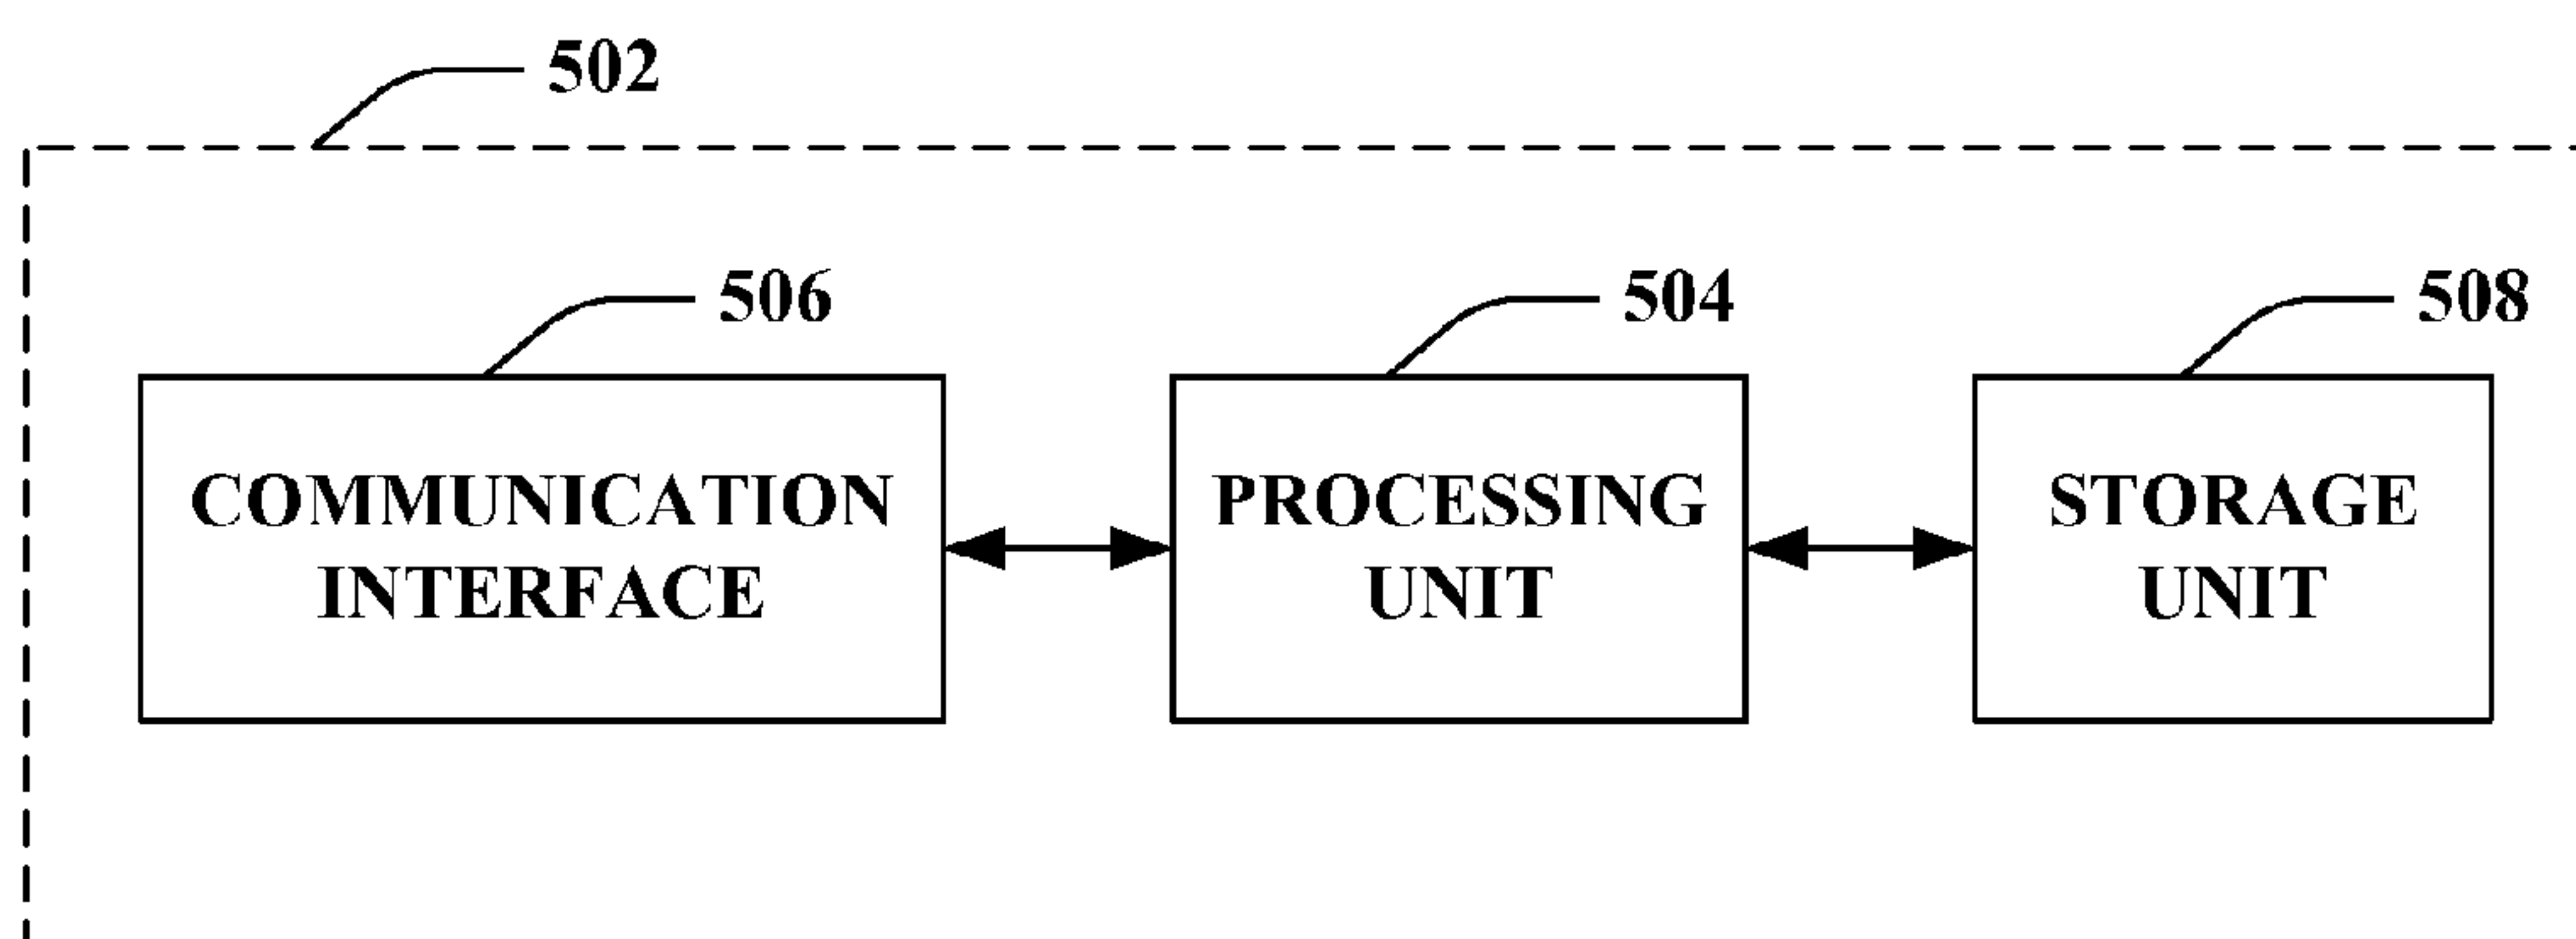 502
506
504
508
COMMUNICATION
INTERFACE
PROCESSING
UNIT
STORAGE
UNIT